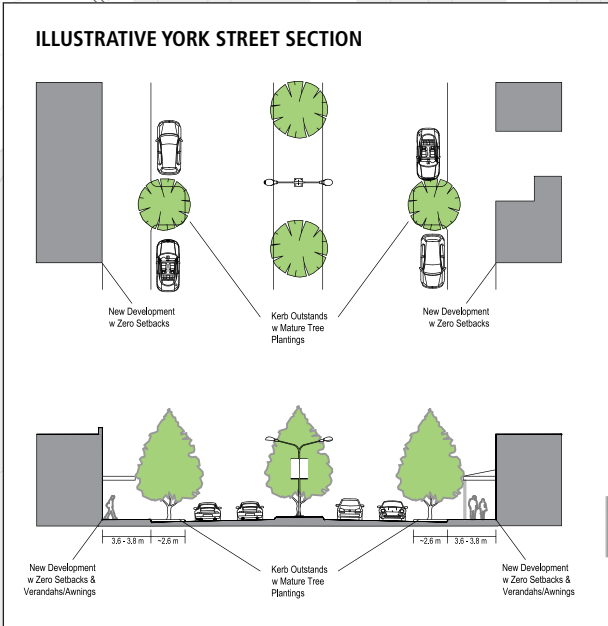 ILLUSTRATIVE YORK STREET SECTION
New Development
w Zero Setbacks
Kerb Outstands
w Mature Tree
Plantings
New Development
w Zero Setbacks
3.6 - 3.8 m
~2.6 m
~2.6 m
3.6 - 3.8 m
New Development
w Zero Setbacks &
Verandahs/Awnings
Kerb Outstands
w Mature Tree
Plantings
New Development
w Zero Setbacks &
Verandahs/Awnings